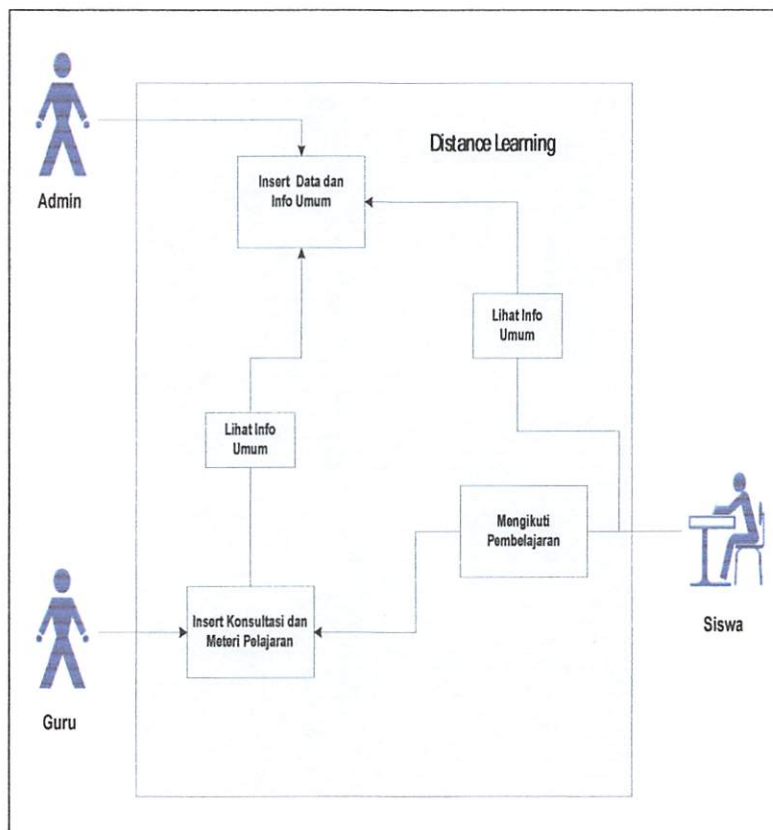 Distance Learning
Insert Data dan
Info Umum
Admin
Lihat Info
Umum
Lihat Info
Umum
Mengikuti
Pembelajaran
Insert Konsultasi dan
Meteri Pelajaran
Siswa
Guru